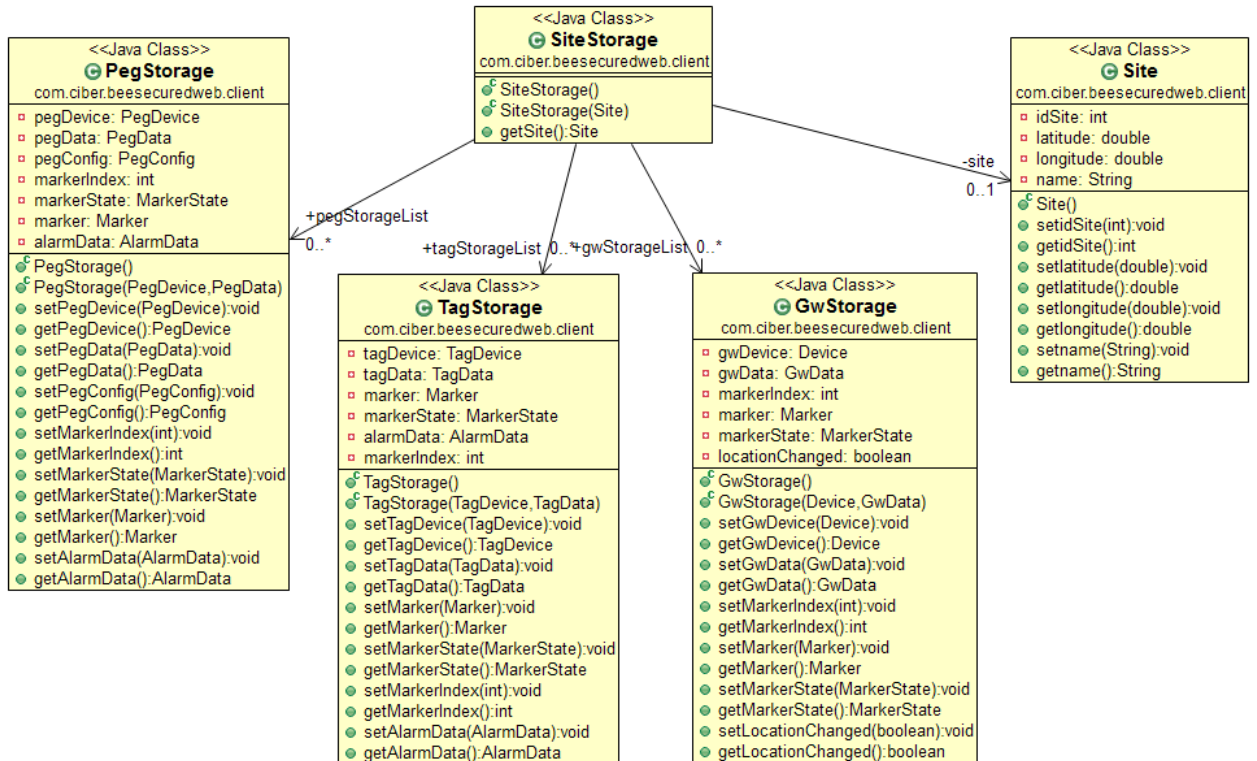 <<Java Class>>
SiteStorage
com.ciber.beesecuredweb.client
SiteStorage()
SiteStorage(Site)
getSite():Site
<<Java Class>>
PegStorage
com.ciber.beesecuredweb.client
pegDevice: PegDevice
pegData: PegData
pegConfig: PegConfig
markerIndex: int
markerState: MarkerState
marker: Marker
alarmData: AlarmData
PegStorage()
PegStorage(PegDevice,PegData)
setPegDevice(PegDevice):void
getPegDevice():PegDevice
setPegData(PegData):void
getPegData():PegData
setPegConfig(PegConfig):void
getPegConfig():PegConfig
setMarkerIndex(int):void
getMarkerIndex():int
setMarkerState(MarkerState):void
getMarkerState():MarkerState
setMarker(Marker):void
getMarker():Marker
setAlarmData(AlarmData):void
getAlarmData():AlarmData
+pegStorageList
0..*
+tagStorageList 0..*
+gwStorageList 0..*
-site
0..1
<<Java Class>>
TagStorage
com.ciber.beesecuredweb.client
tagDevice: TagDevice
tagData: TagData
marker: Marker
markerState: MarkerState
alarmData: AlarmData
markerIndex: int
TagStorage()
TagStorage(TagDevice,TagData)
setTagDevice(TagDevice):void
getTagDevice():TagDevice
setTagData(TagData):void
getTagData():TagData
setMarker(Marker):void
getMarker():Marker
setMarkerState(MarkerState):void
getMarkerState():MarkerState
setMarkerIndex(int):void
getMarkerIndex():int
setAlarmData(AlarmData):void
getAlarmData():AlarmData
<<Java Class>>
GwStorage
com.ciber.beesecuredweb.client
gwDevice: Device
gwData: GwData
markerIndex: int
marker: Marker
markerState: MarkerState
locationChanged: boolean
GwStorage()
GwStorage(Device,GwData)
setGwDevice(Device):void
getGwDevice():Device
setGwData(GwData):void
getGwData():GwData
setMarkerIndex(int):void
getMarkerIndex():int
setMarker(Marker):void
getMarker():Marker
setMarkerState(MarkerState):void
getMarkerState():MarkerState
setLocationChanged(boolean):void
getLocationChanged():boolean
<<Java Class>>
Site
com.ciber.beesecuredweb.client
idSite: int
latitude: double
longitude: double
name: String
Site()
setidSite(int):void
getidSite():int
setlatitude(double):void
getlatitude():double
setlongitude(double):void
getlongitude():double
setname(String):void
getname():String